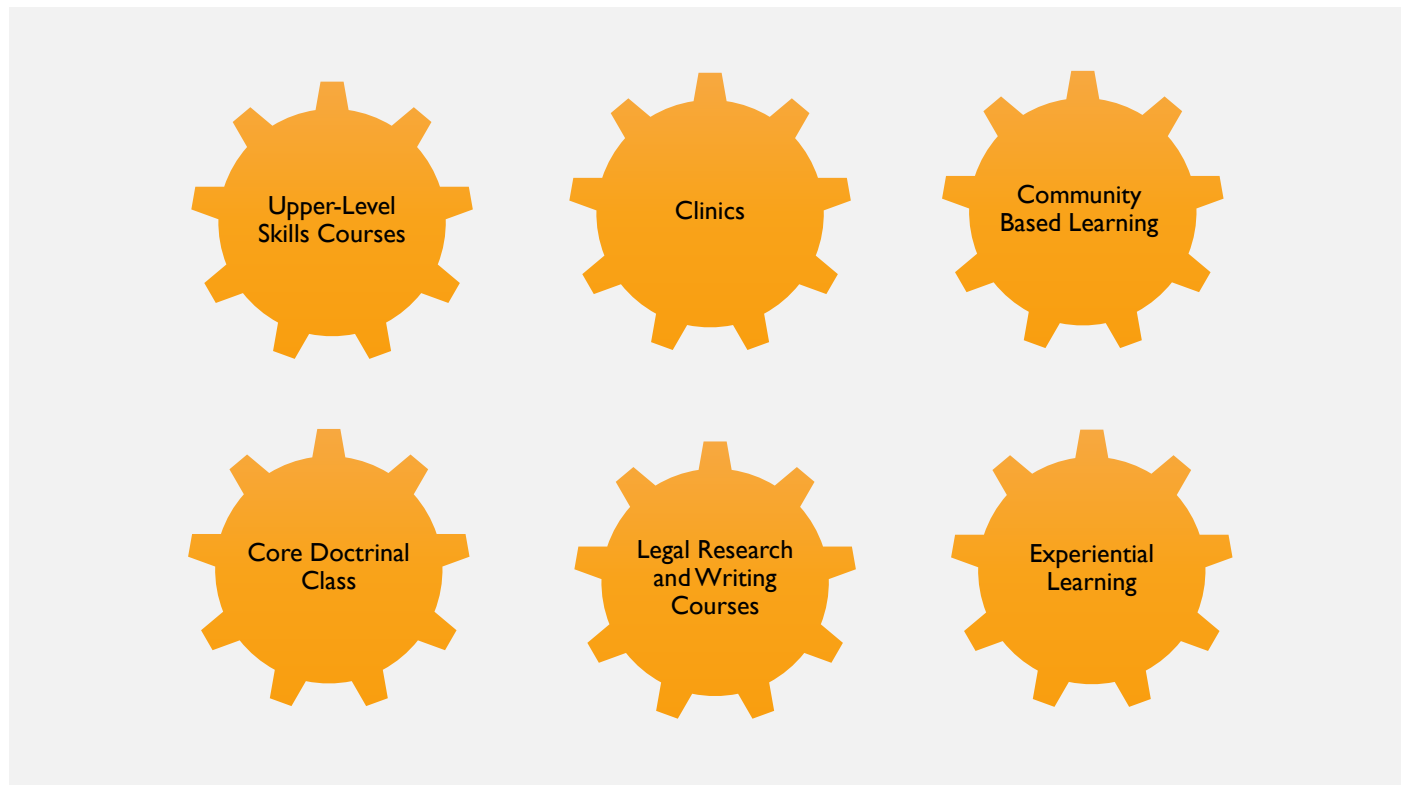 Upper-Level
Skills Courses
Clinics
Community
Based Learning
Core Doctrinal
Class
Legal Research
and Writing
Courses
Experiential
Learning